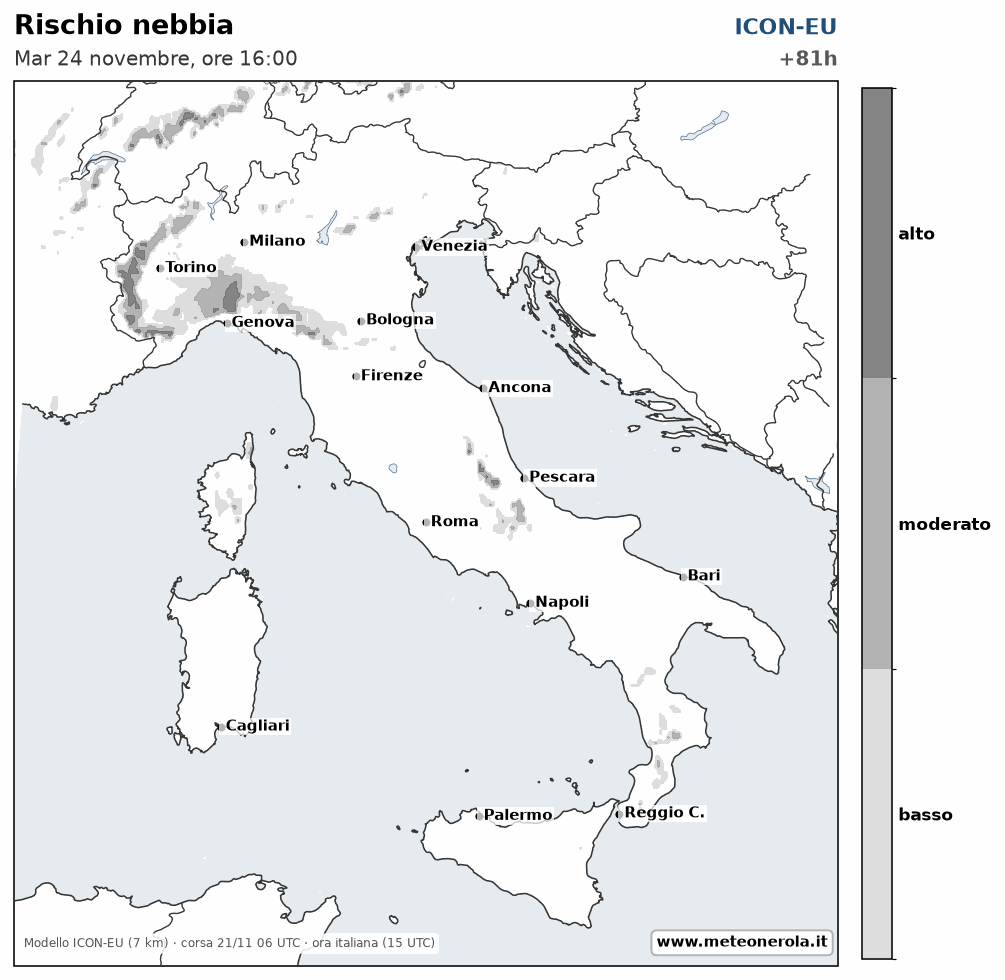 Rischio nebbia
ICON-EU
Mar 24 novembre, ore 16:00
+81h
Milano
Venezia
Torino
Genova
Bologna
Firenze
Ancona
Pescara
Roma
Bari
Napoli
Cagliari
Palermo
Reggio C.
alto
moderato
basso
Modello ICON-EU (7 km) · corsa 21/11 06 UTC · ora italiana (15 UTC)
www.meteonerola.it